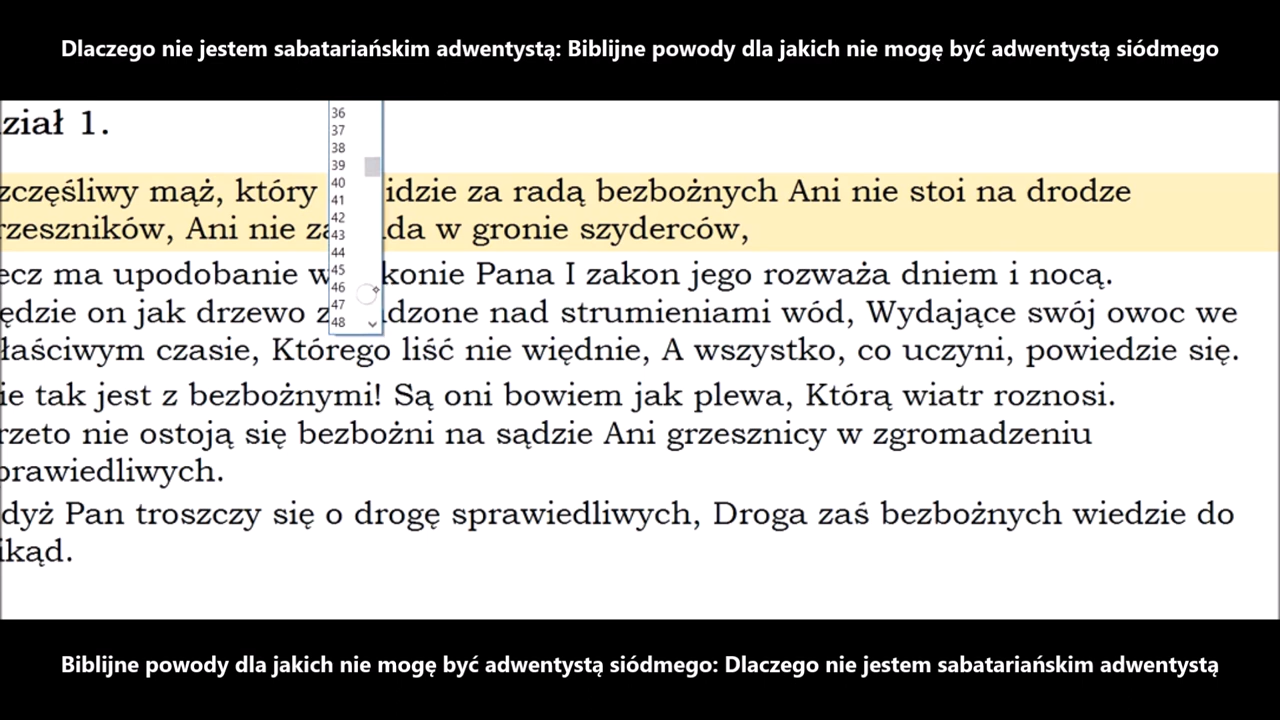 Dlaczego nie jestem sabatariańskim adwentystą: Biblijne powody dla jakich nie mogę być adwentystą siódmego
ział 1.
36
37
38
39
40
41
42
43
44
45
46
47
48
zczęśliwy mąż, który idzie za radą bezbożnych Ani nie stoi na drodze
rzeszników, Ani nie za da w gronie szyderców,
ecz ma upodobanie w konie Pana I zakon jego rozważa dniem i nocą.
ędzie on jak drzewo z dzone nad strumieniami wód, Wydające swój owoc we
łaściwym czasie, Którego liść nie więdnie, A wszystko, co uczyni, powiedzie się.
ie tak jest z bezbożnymi! Są oni bowiem jak plewa, Którą wiatr roznosi.
rzeto nie ostoją się bezbożni na sądzie Ani grzesznicy w zgromadzeniu
prawiedliwych.
dyż Pan troszczy się o drogę sprawiedliwych, Droga zaś bezbożnych wiedzie do
ikąd.
Biblijne powody dla jakich nie mogę być adwentystą siódmego: Dlaczego nie jestem sabatariańskim adwentystą